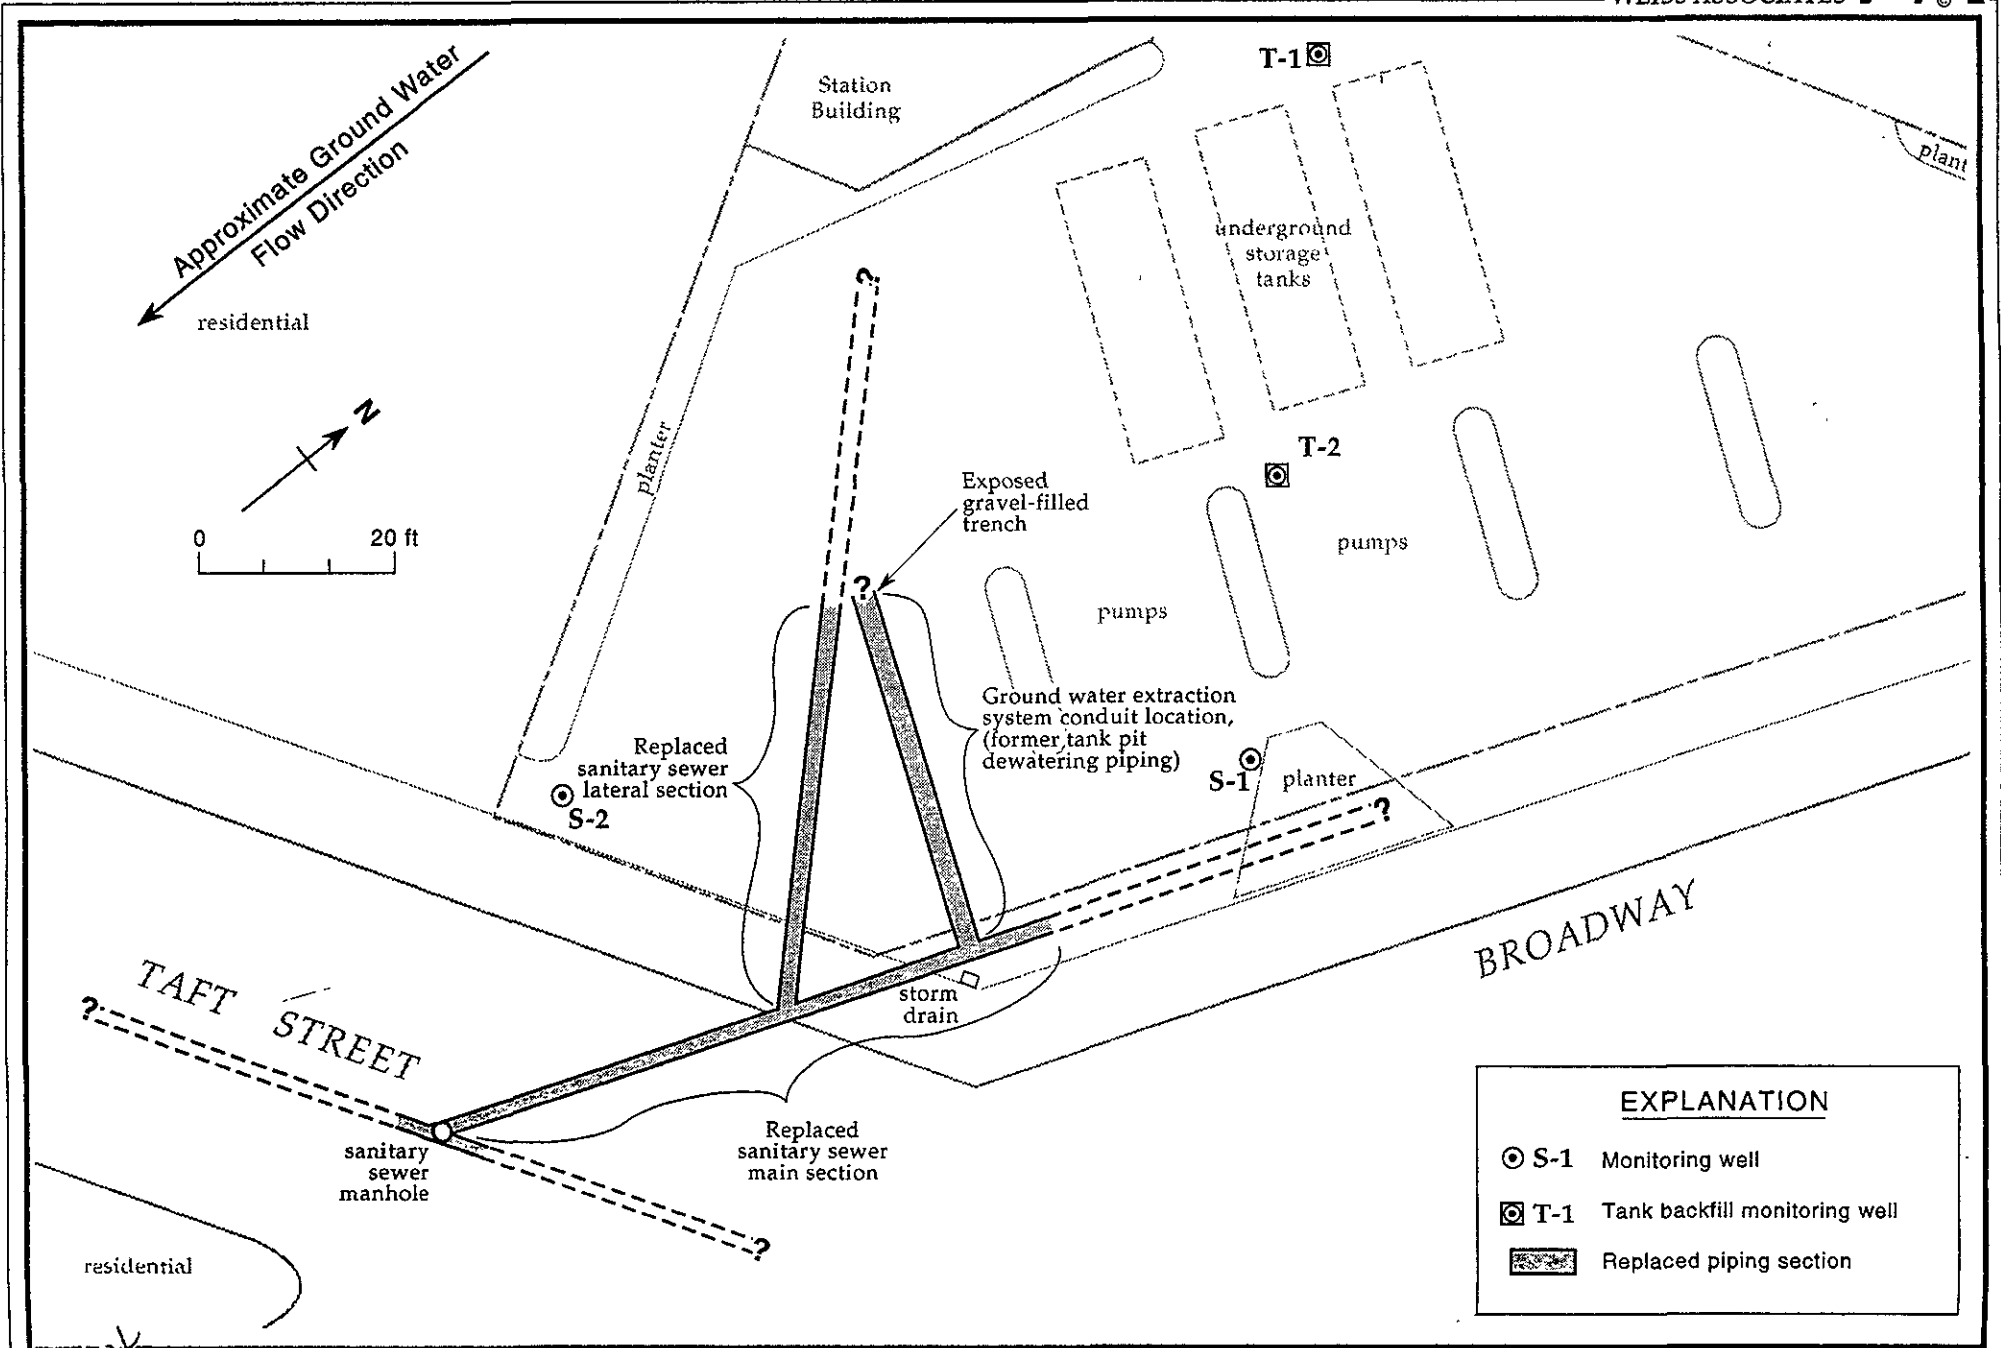 WEISS ASSOCIATES
Approximate Ground Water
Flow Direction
residential
N
0 20 ft
Station
Building
T-1
plant
underground
storage
tanks
planter
?
T-2
Exposed
gravel-filled
trench
?
pumps
pumps
Replaced
sanitary sewer
lateral section
Ground water extraction
system conduit location,
(former tank pit
dewatering piping)
S-2
S-1
planter
?
BROADWAY
storm
drain
TAFT STREET
?
sanitary
sewer
manhole
Replaced
sanitary sewer
main section
?
residential
EXPLANATION
S-1 Monitoring well
T-1 Tank backfill monitoring well
Replaced piping section